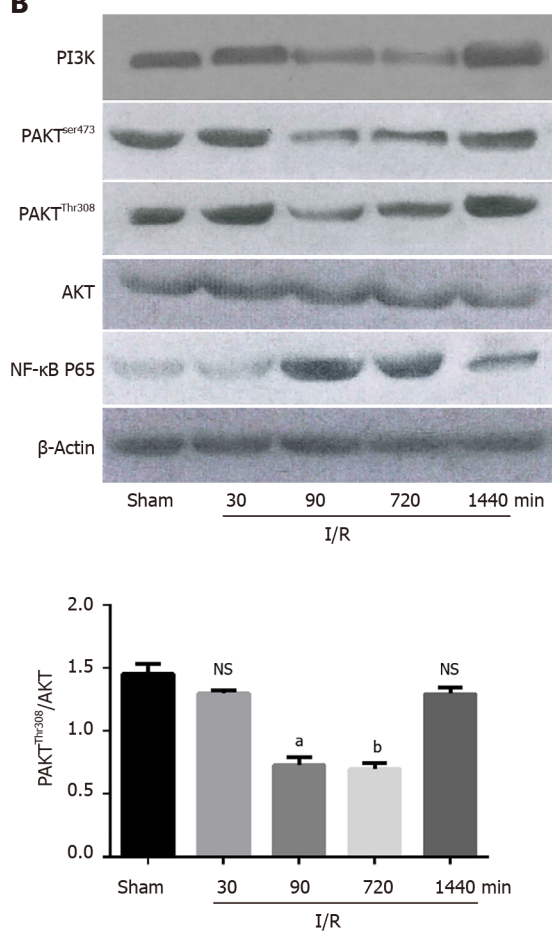 B
PI3K
PAKTser473
PAKTThr308
AKT
NF-κB P65
β-Actin
Sham 30 90 720 1440 min
I/R
PAKTThr308/AKT
2.0
1.5
1.0
0.5
0.0
NS a b NS
Sham 30 90 720 1440 min
I/R